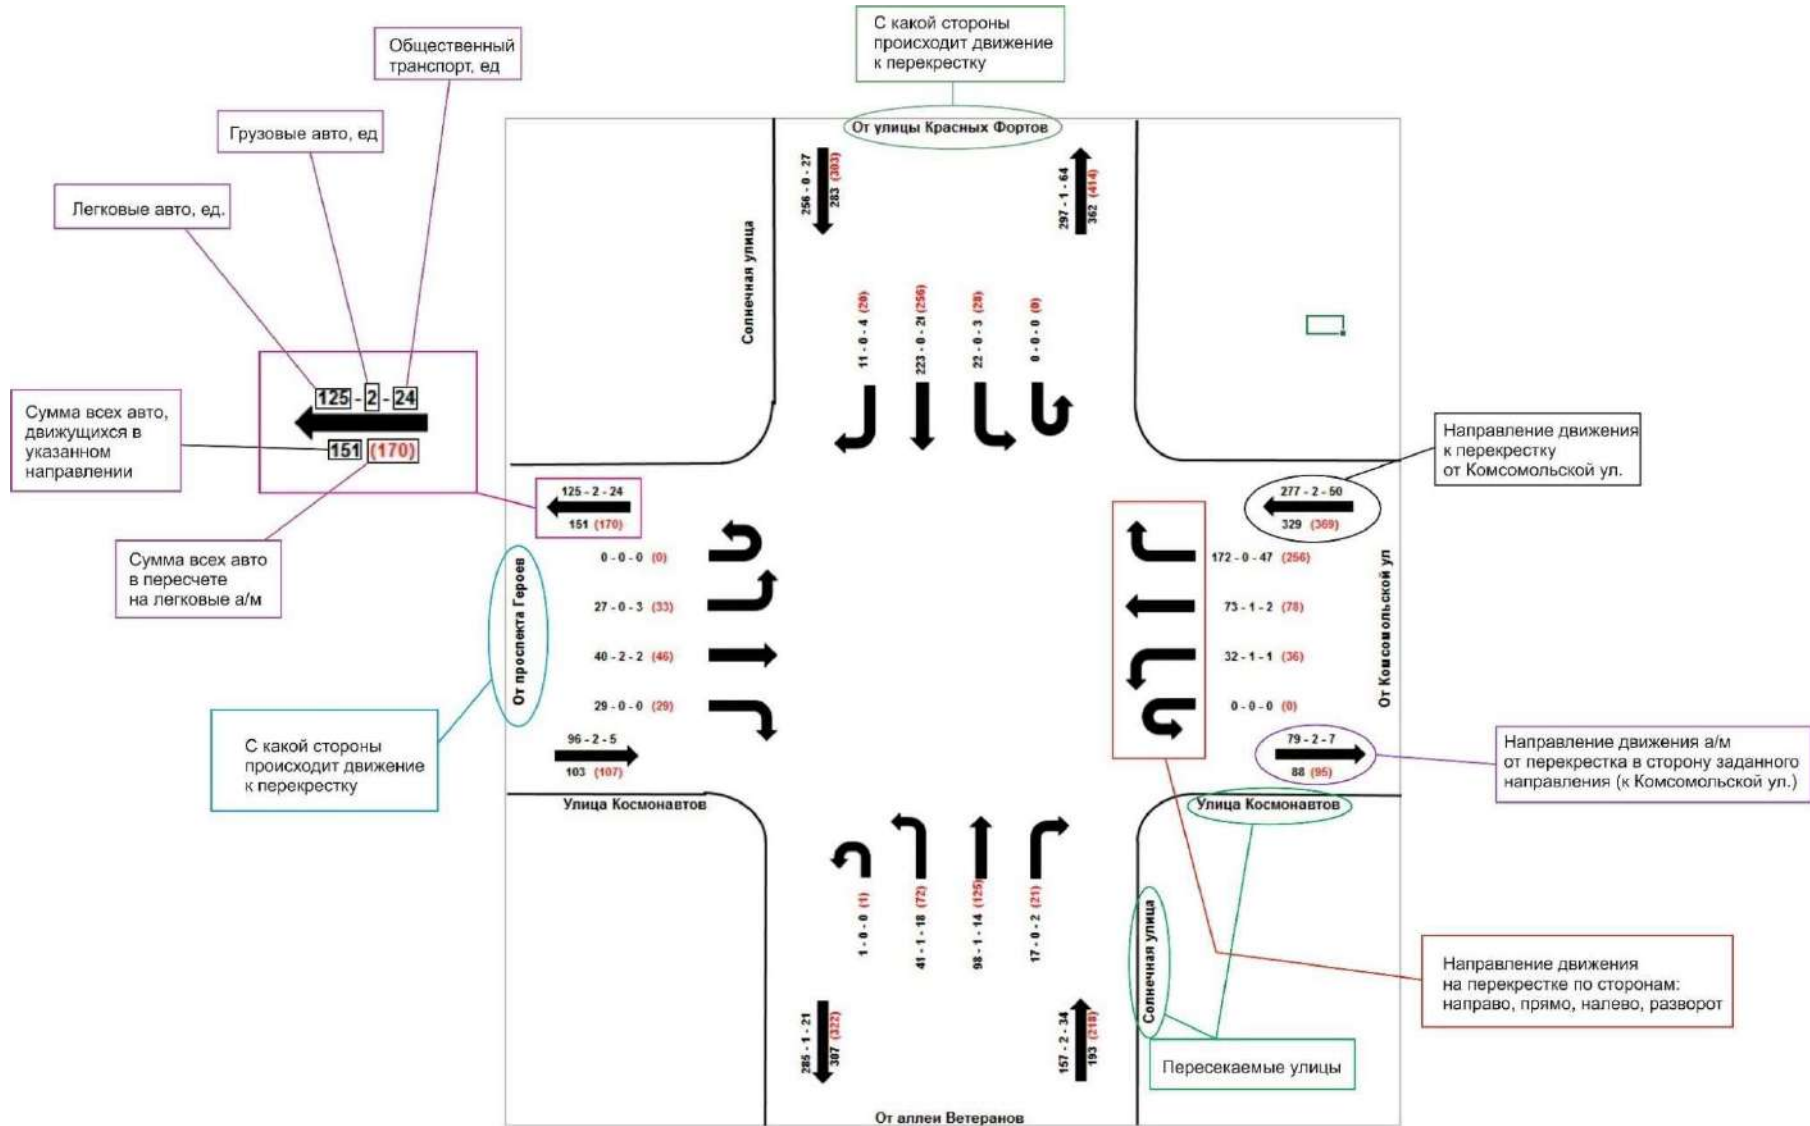 С какой стороны
происходит движение
к перекрестку
Общественный
транспорт, ед
Грузовые авто, ед
Легковые авто, ед.
125 - 2 - 24
151 (170)
Сумма всех авто,
движущихся в
указанном
направлении
Сумма всех авто
в пересчете
на легковые а/м
От улицы Красных Фортов
256 - 0 - 27
283 (303)
297 - 1 - 64
362 (414)
Солнечная улица
11 - 0 - 4 (20)
22 - 0 - 3 (28)
0 - 0 - 0 (0)
Направление движения
к перекрестку
от Комсомольской ул.
125 - 2 - 24
151 (170)
277 - 2 - 50
329 (369)
0 - 0 - 0 (0)
27 - 0 - 3 (33)
40 - 2 - 2 (46)
29 - 0 - 0 (29)
От проспекта Героев
96 - 2 - 5
103 (107)
172 - 0 - 47 (256)
73 - 1 - 2 (78)
32 - 1 - 1 (36)
0 - 0 - 0 (0)
От Комсомольской ул
79 - 2 - 7
88 (95)
С какой стороны
происходит движение
к перекрестку
Направление движения а/м
от перекрестка в сторону заданного
направления (к Комсомольской ул.)
Улица Космонавтов
Улица Космонавтов
1 - 0 - 0 (1)
41 - 1 - 18 (72)
98 - 1 - 14 (125)
17 - 0 - 2 (21)
Солнечная улица
285 - 1 - 21
307 (322)
157 - 2 - 34
193 (218)
Направление движения
на перекрестке по сторонам:
направо, прямо, налево, разворот
Пересекаемые улицы
От аллеи Ветеранов